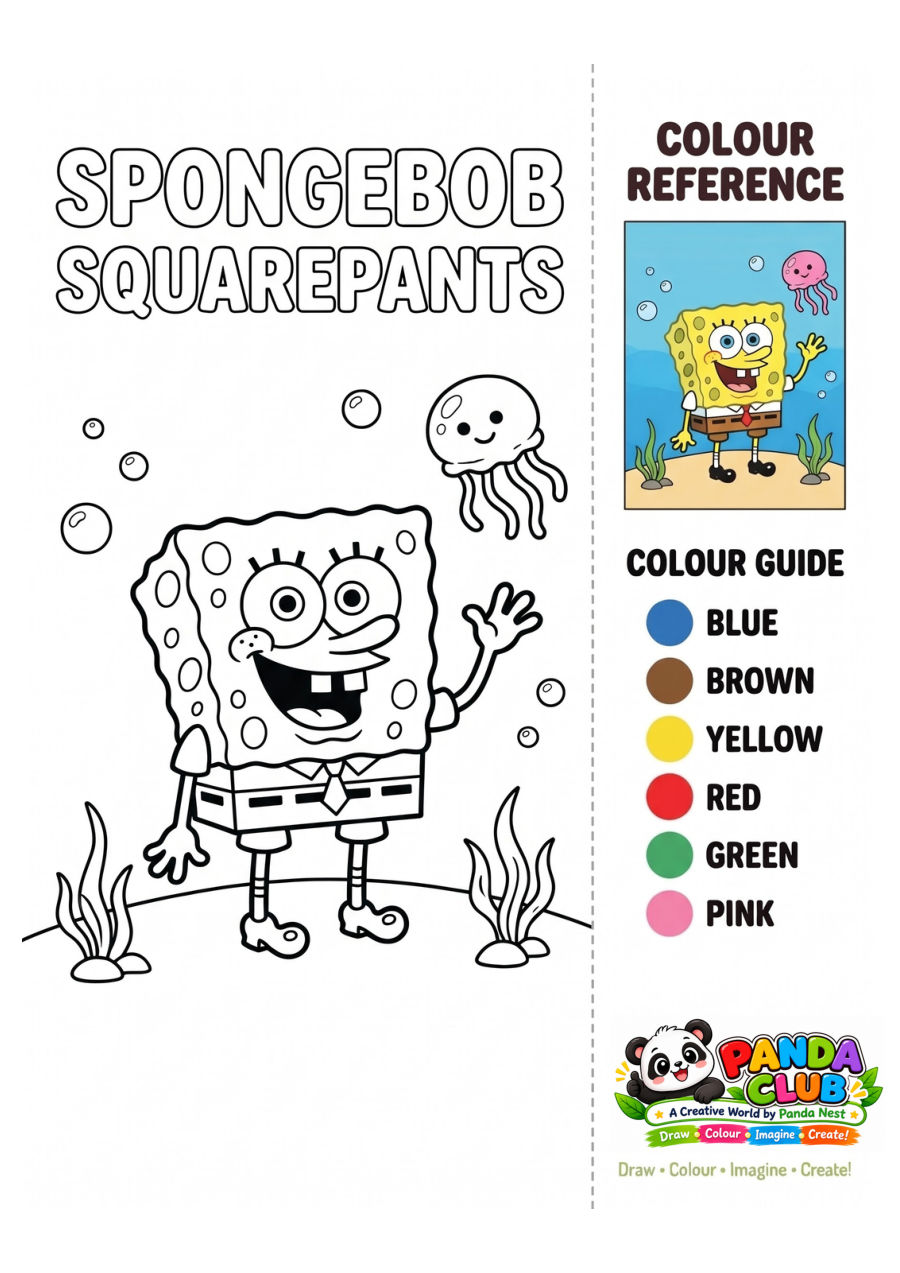 SPONGEBOB
SQUAREPANTS
COLOUR
REFERENCE
COLOUR GUIDE
BLUE
BROWN
YELLOW
RED
GREEN
PINK
PANDA
CLUB
A Creative World by Panda Nest
Draw • Colour • Imagine • Create!
Draw • Colour • Imagine • Create!